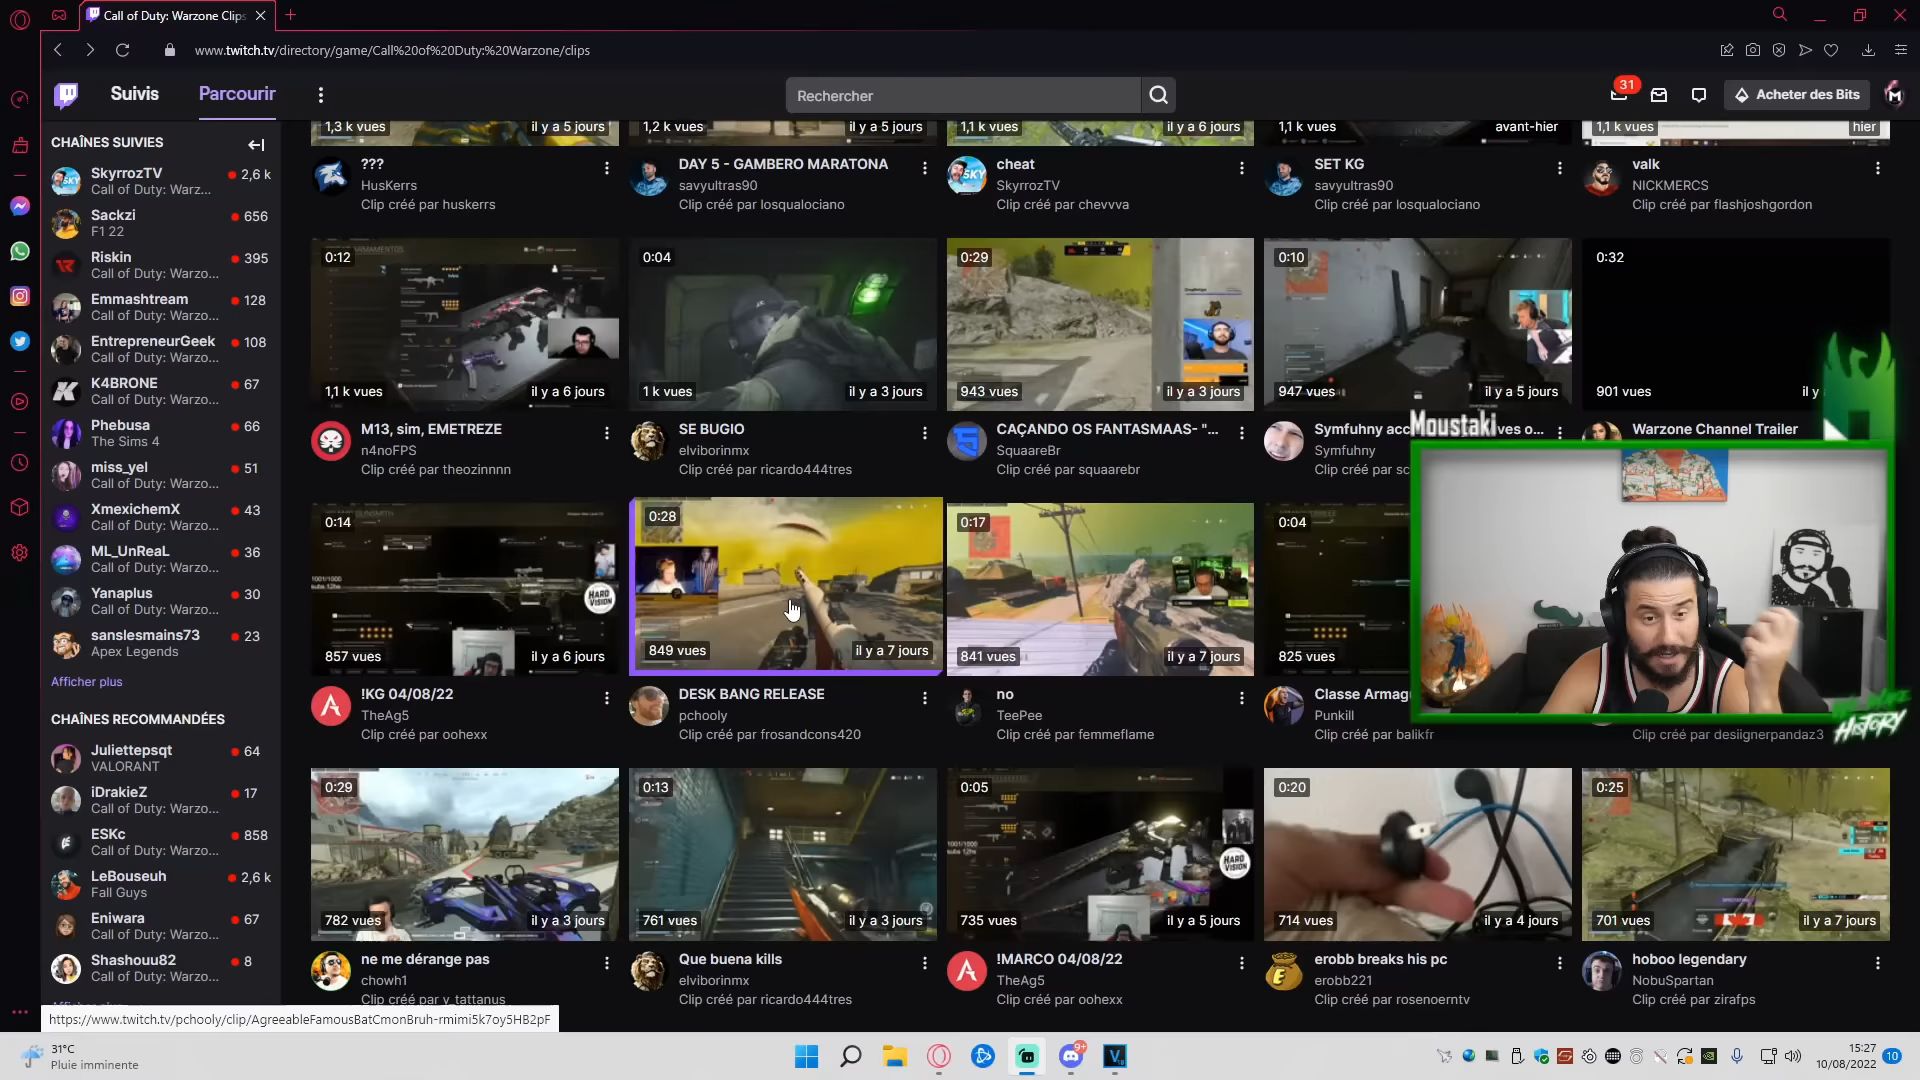 Call of Duty: Warzone Clips
www.twitch.tv/directory/game/Call%20of%20Duty:%20Warzone/clips
Suivis
Parcourir
Rechercher
31
Acheter des Bits
CHAÎNES SUIVIES
SkyrrozTV
2,6 k
Call of Duty: Warz...
Sackzi
656
F1 22
Riskin
395
Call of Duty: Warzo...
Emmashtream
128
Call of Duty: Warzo...
EntrepreneurGeek
108
Call of Duty: Warzo...
K4BRONE
67
Call of Duty: Warzo...
Phebusa
66
The Sims 4
miss_yel
51
Call of Duty: Warzo...
XmexichemX
43
Call of Duty: Warzo...
ML_UnReaL
36
Call of Duty: Warzo...
Yanaplus
30
Call of Duty: Warzo...
sanslesmains73
23
Apex Legends
Afficher plus
CHAÎNES RECOMMANDÉES
Juliettepsqt
64
VALORANT
iDrakieZ
17
Call of Duty: Warzo...
ESKc
858
Call of Duty: Warzo...
LeBouseuh
2,6 k
Fall Guys
Eniwara
67
Call of Duty: Warzo...
Shashouu82
8
Call of Duty: Warzo...
1,3 k vues
il y a 5 jours
1,2 k vues
il y a 5 jours
1,1 k vues
il y a 6 jours
1,1 k vues
avant-hier
1,1 k vues
hier
???
HusKerrs
Clip créé par huskerrs
DAY 5 - GAMBERO MARATONA
savyultras90
Clip créé par losqualociano
cheat
SkyrrozTV
Clip créé par chevvva
SET KG
savyultras90
Clip créé par losqualociano
valk
NICKMERCS
Clip créé par flashjoshgordon
0:12
1,1 k vues
il y a 6 jours
0:04
1 k vues
il y a 3 jours
0:29
943 vues
il y a 3 jours
0:10
947 vues
il y a 5 jours
0:32
901 vues
il y
M13, sim, EMETREZE
n4noFPS
Clip créé par theozinnnn
SE BUGIO
elviborinmx
Clip créé par ricardo444tres
CAÇANDO OS FANTASMAAS- "...
SquaareBr
Clip créé par squaarebr
Symfuhny acc
ves o...
Symfuhny
Clip créé par sc
Warzone Channel Trailer
Moustaki
0:14
HARD VISION
857 vues
il y a 6 jours
0:28
849 vues
il y a 7 jours
0:17
841 vues
il y a 7 jours
0:04
825 vues
!KG 04/08/22
TheAg5
Clip créé par oohexx
DESK BANG RELEASE
pchooly
Clip créé par frosandcons420
no
TeePee
Clip créé par femmeflame
Classe Armag
Punkill
Clip créé par balikfr
Clip créé par desiignerpandaz3
HISTORY
0:29
782 vues
il y a 3 jours
0:13
761 vues
il y a 3 jours
0:05
HARD VISION
735 vues
il y a 5 jours
0:20
714 vues
il y a 4 jours
0:25
701 vues
il y a 7 jours
ne me dérange pas
chowh1
Clip créé par v_tattanus
Que buena kills
elviborinmx
Clip créé par ricardo444tres
!MARCO 04/08/22
TheAg5
Clip créé par oohexx
erobb breaks his pc
erobb221
Clip créé par rosenoerntv
hoboo legendary
NobuSpartan
Clip créé par zirafps
https://www.twitch.tv/pchooly/clip/AgreeableFamousBatCmonBruh-rmimi5k7oy5HB2pF
31°C
Pluie imminente
9+
15:27
10/08/2022
10